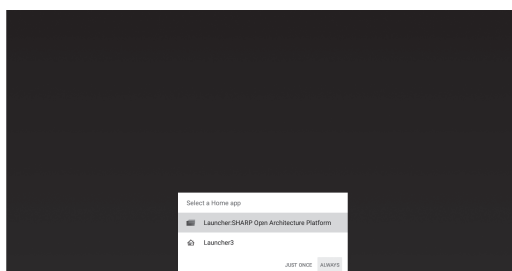 Select a Home app
Launcher:SHARP Open Architecture Platform
Launcher3
JUST ONCE ALWAYS